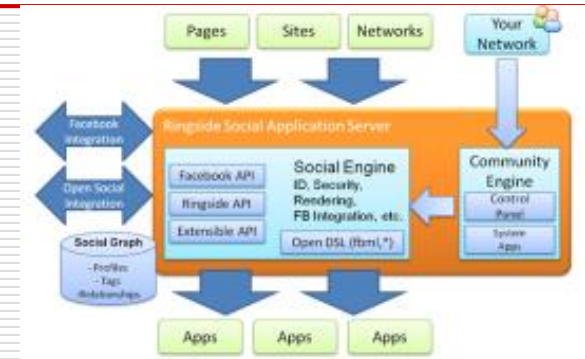 Pages
Sites
Networks
Your
Network
Facebook
Integration
Ringside Social Application Server
Facebook API
Ringside API
Extensible API
Social Engine
ID, Security,
Rendering,
FB Integration, etc.
Open DSL (fbml,*)
Community
Engine
Control
Panel
System
Apps
Open Social
Integration
Social Graph
- Profiles
- Tags
-Relationships
Apps
Apps
Apps